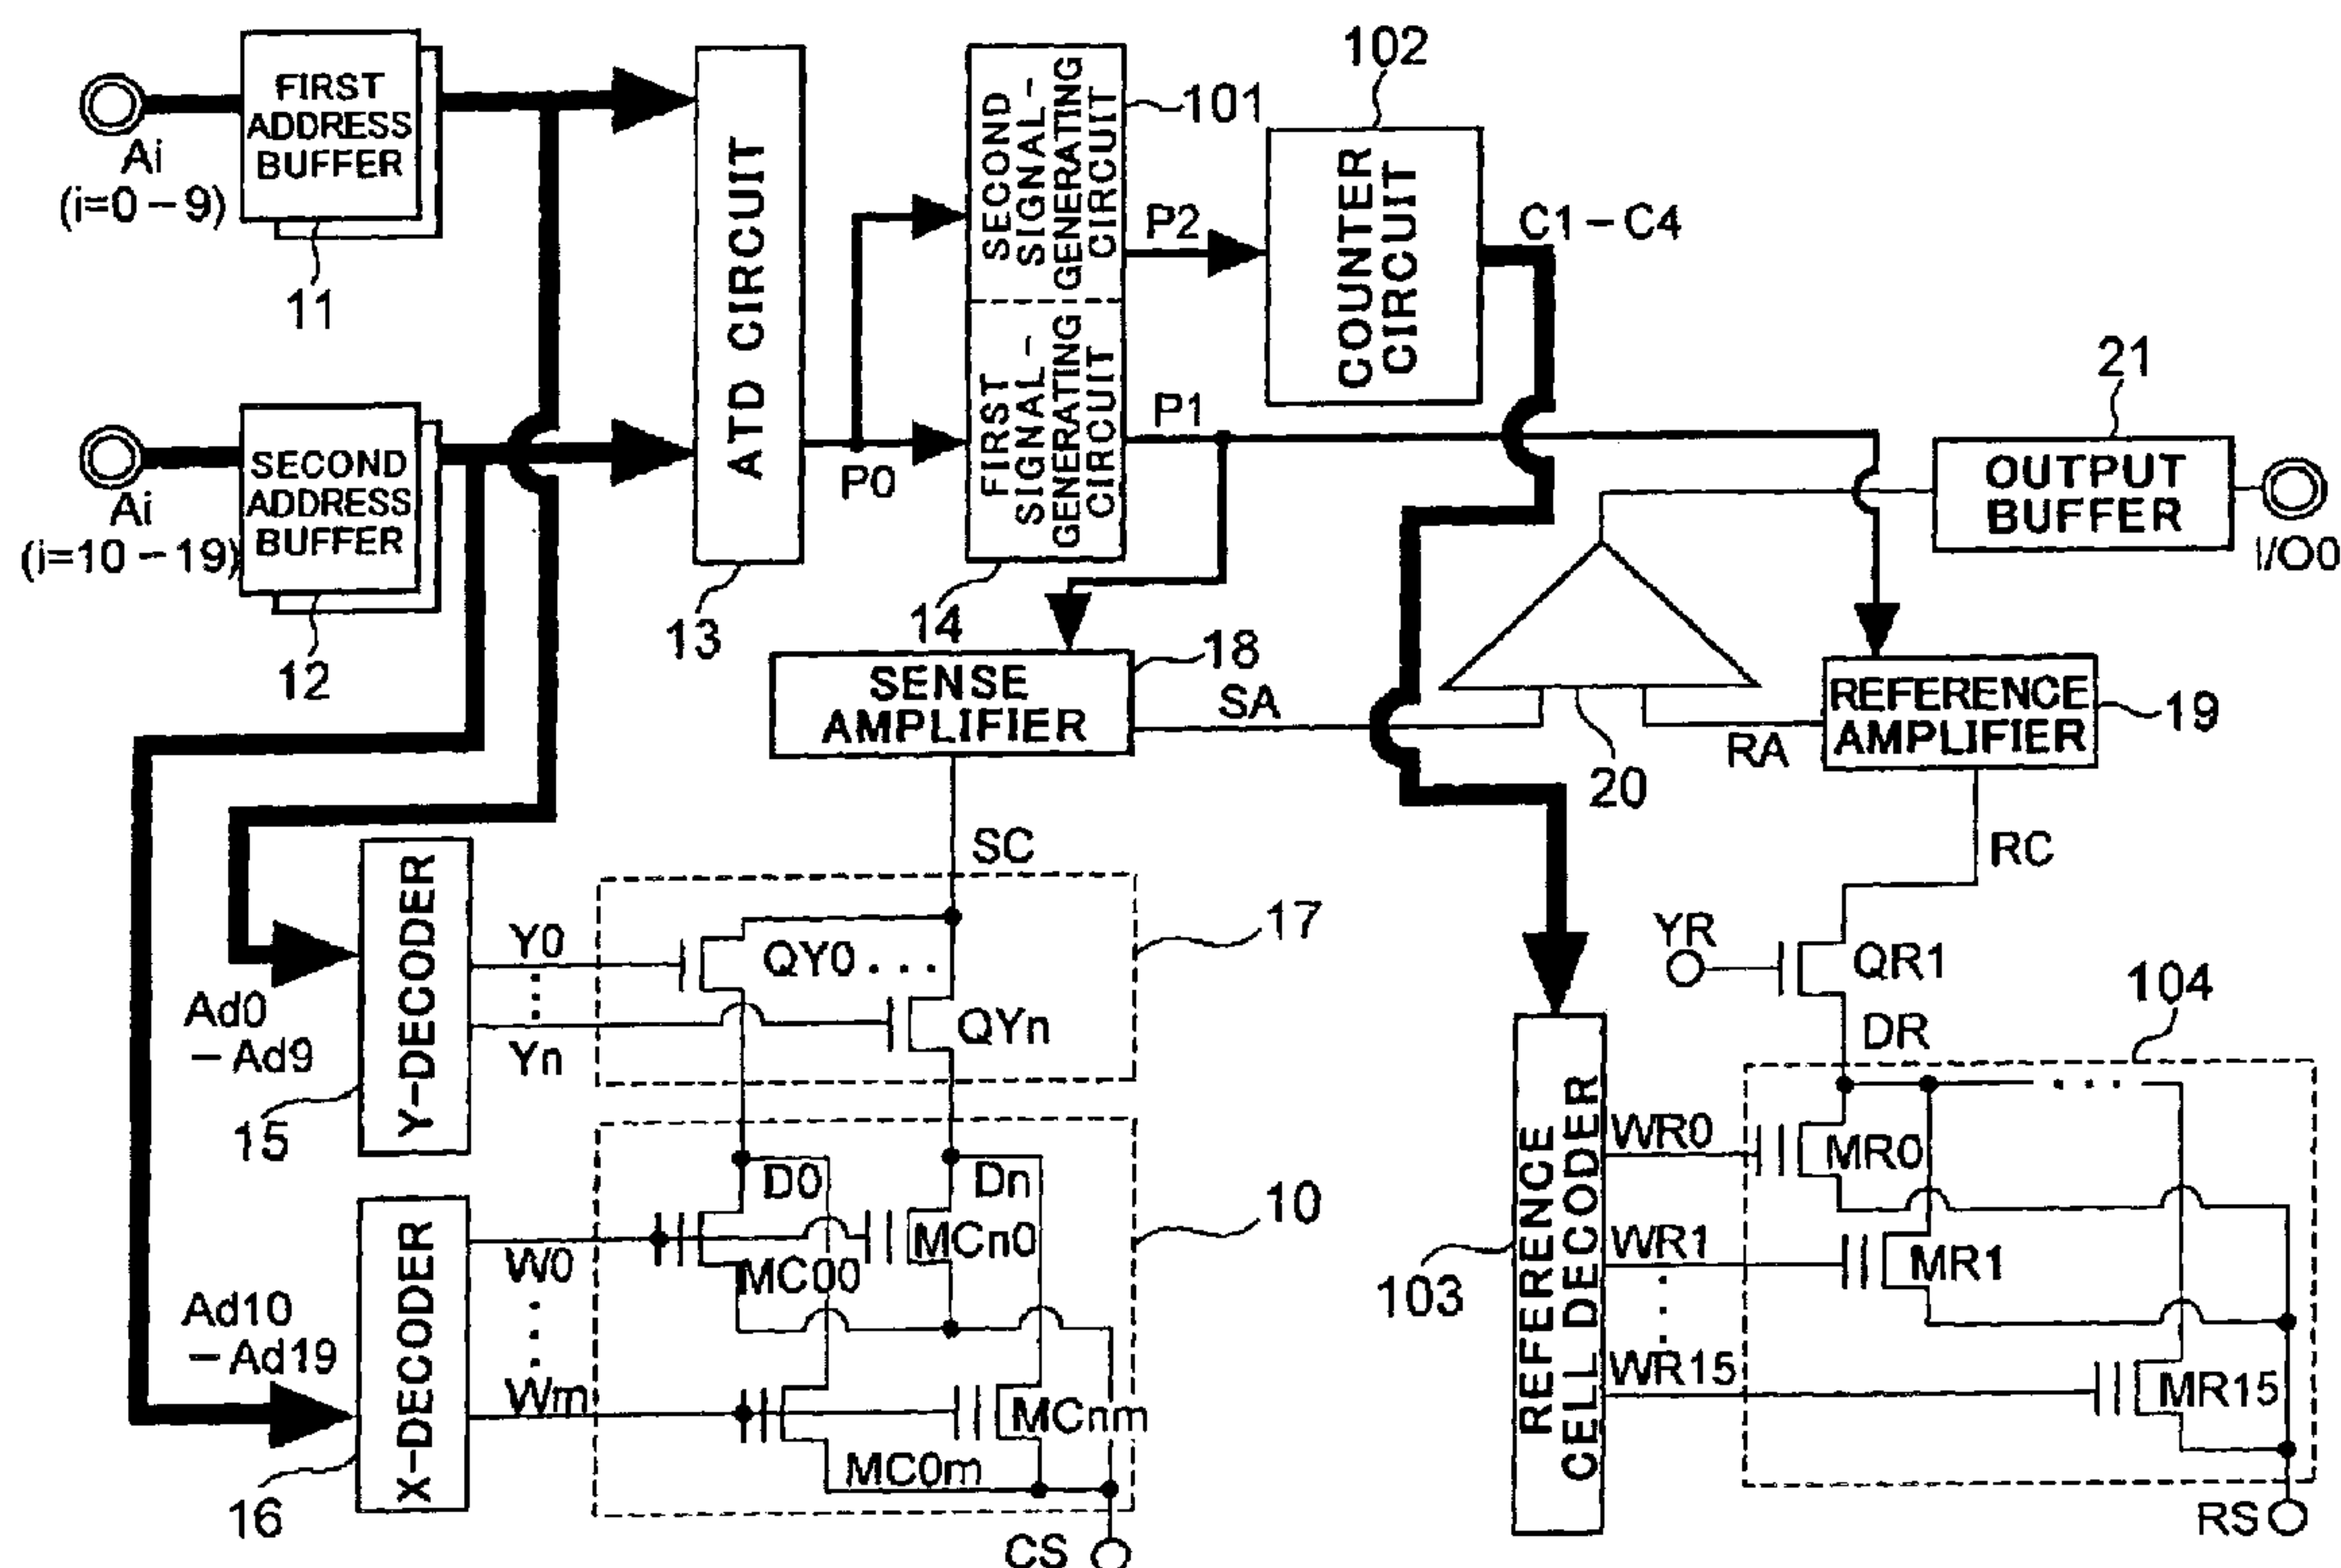 FIRST
ADDRESS
BUFFER
Ai
(i=0 – 9)
11
SECOND
ADDRESS
BUFFER
Ai
(i=10 – 19)
12
ATD CIRCUIT
13
P0
SECOND
SIGNAL-
GENERATING
CIRCUIT
101
FIRST
SIGNAL-
GENERATING
CIRCUIT
14
P2
P1
102
COUNTER
CIRCUIT
C1 – C4
21
OUTPUT
BUFFER
I/O0
SENSE
AMPLIFIER
18
SA
20
RA
REFERENCE
AMPLIFIER
19
SC
RC
Y-DECODER
15
Ad0
– Ad9
Y0
Yn
QY0 . . .
QYn
17
X-DECODER
16
Ad10
– Ad19
W0
Wm
D0
Dn
MC00
MCn0
MC0m
MCnm
10
CS
YR
QR1
DR
104
REFERENCE
CELL DECODER
103
WR0
WR1
WR15
MR0
MR1
MR15
RS